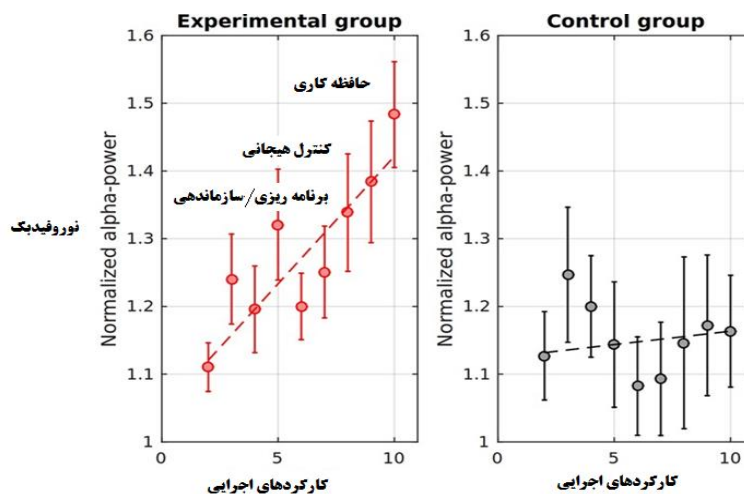 Experimental group
Control group
1.6
1.5
1.4
1.3
1.2
1.1
1
حافظه کاری
کنترل هیجانی
برنامه ریزی/سازماندهی
نوروفیدبک
Normalized alpha-power
0
5
10
کارکردهای اجرایی
1.6
1.5
1.4
1.3
1.2
1.1
1
Normalized alpha-power
0
5
10
کارکردهای اجرایی